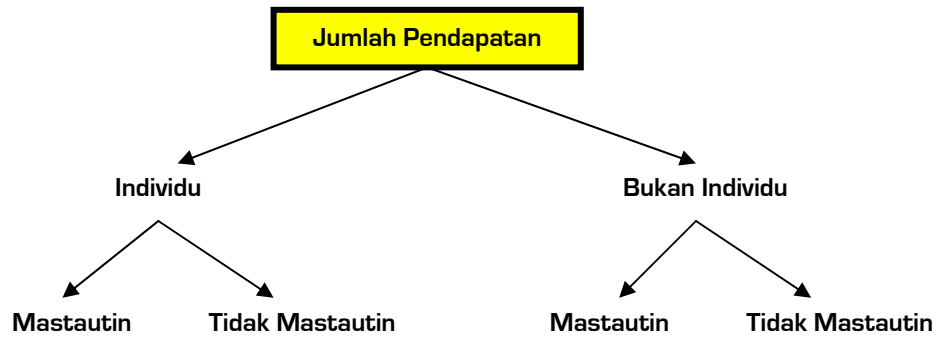 Jumlah Pendapatan
Individu
Bukan Individu
Mastautin
Tidak Mastautin
Mastautin
Tidak Mastautin